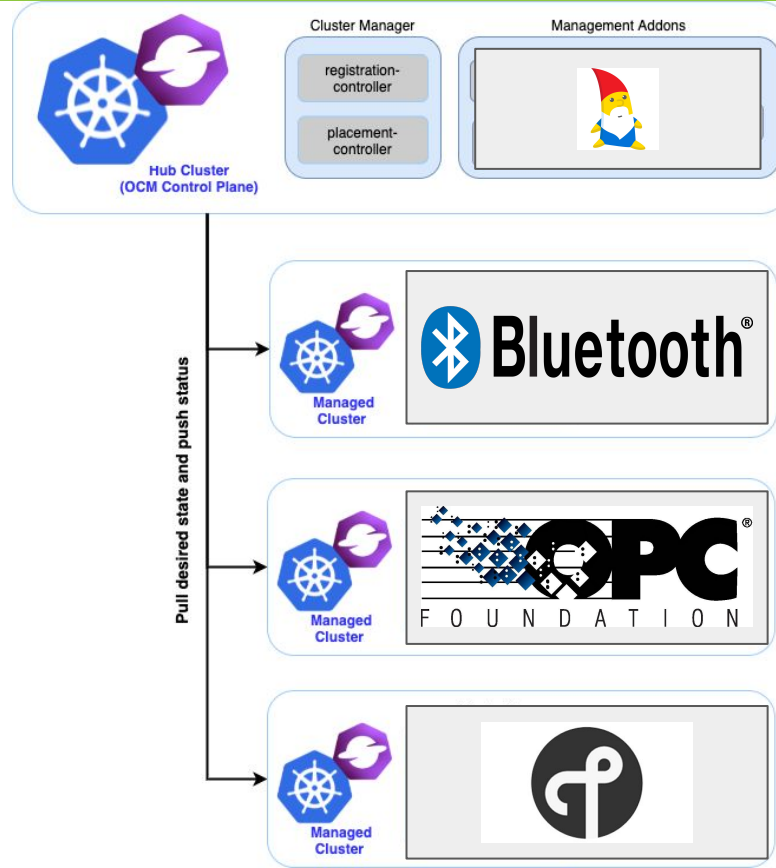 Cluster Manager
Management Addons
registration-
controller
placement-
controller
Hub Cluster
(OCM Control Plane)
Pull desired state and push status
Bluetooth®
Managed
Cluster
OPC®
FOUNDATION
Managed
Cluster
Managed
Cluster